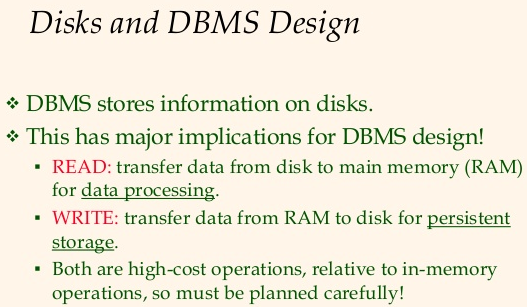 Disks and DBMS Design
❖ DBMS stores information on disks.
❖ This has major implications for DBMS design!
▪ READ: transfer data from disk to main memory (RAM)
for data processing.
▪ WRITE: transfer data from RAM to disk for persistent
storage.
▪ Both are high-cost operations, relative to in-memory
operations, so must be planned carefully!